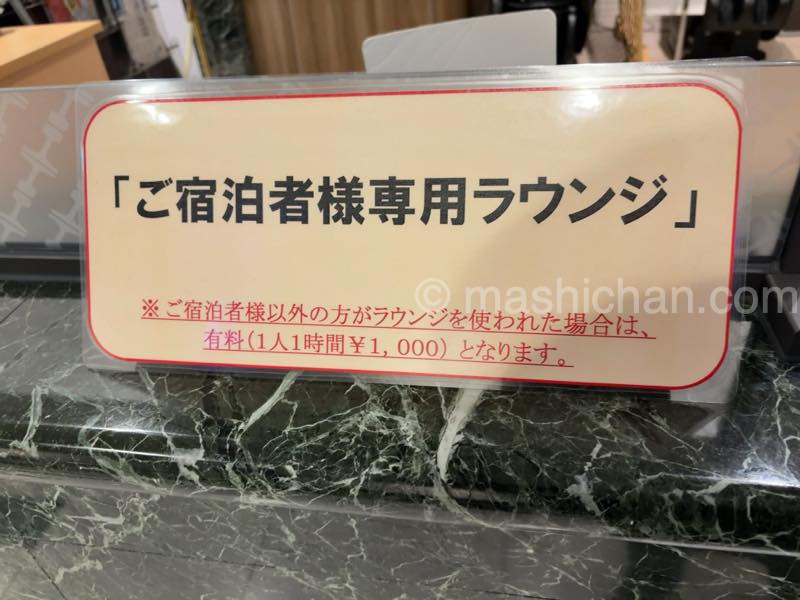 「ご宿泊者様専用ラウンジ」
※ご宿泊者様以外の方がラウンジを使われた場合は、
有料(1人1時間￥1,000)となります。
© mashichan.com